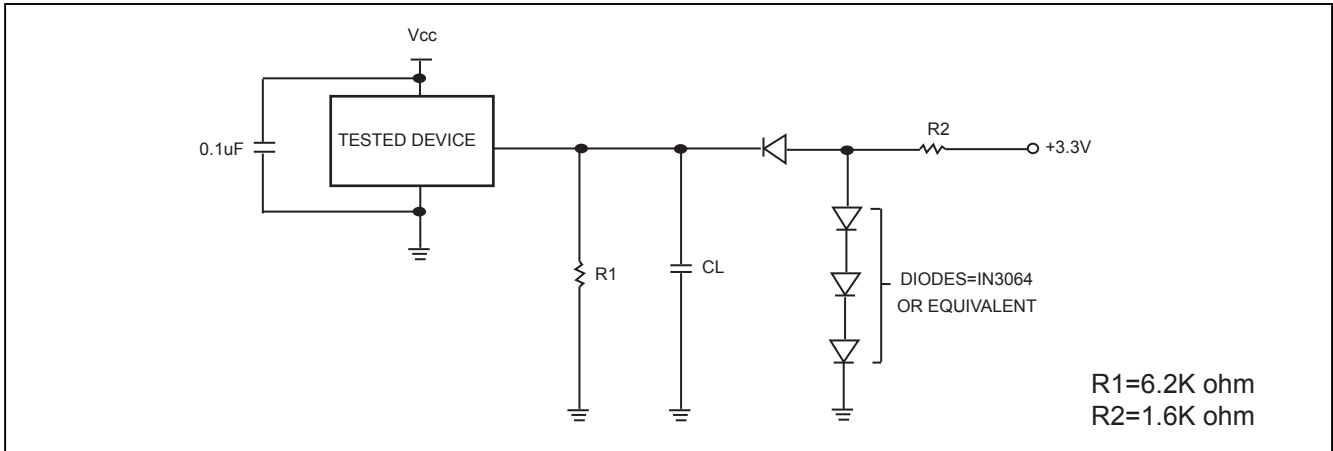 Vcc
0.1uF
TESTED DEVICE
R2
+3.3V
R1
CL
DIODES=IN3064
OR EQUIVALENT
R1=6.2K ohm
R2=1.6K ohm